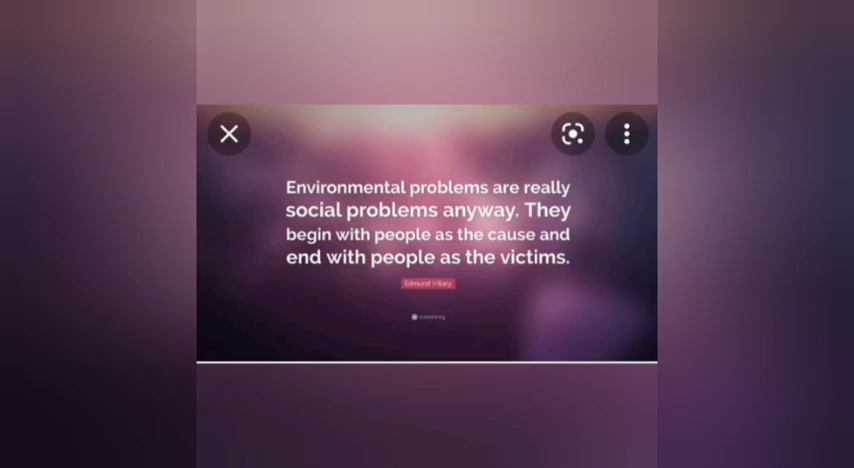 Environmental problems are really
social problems anyway. They
begin with people as the cause and
end with people as the victims.
Edmund Hillary
quotefancy